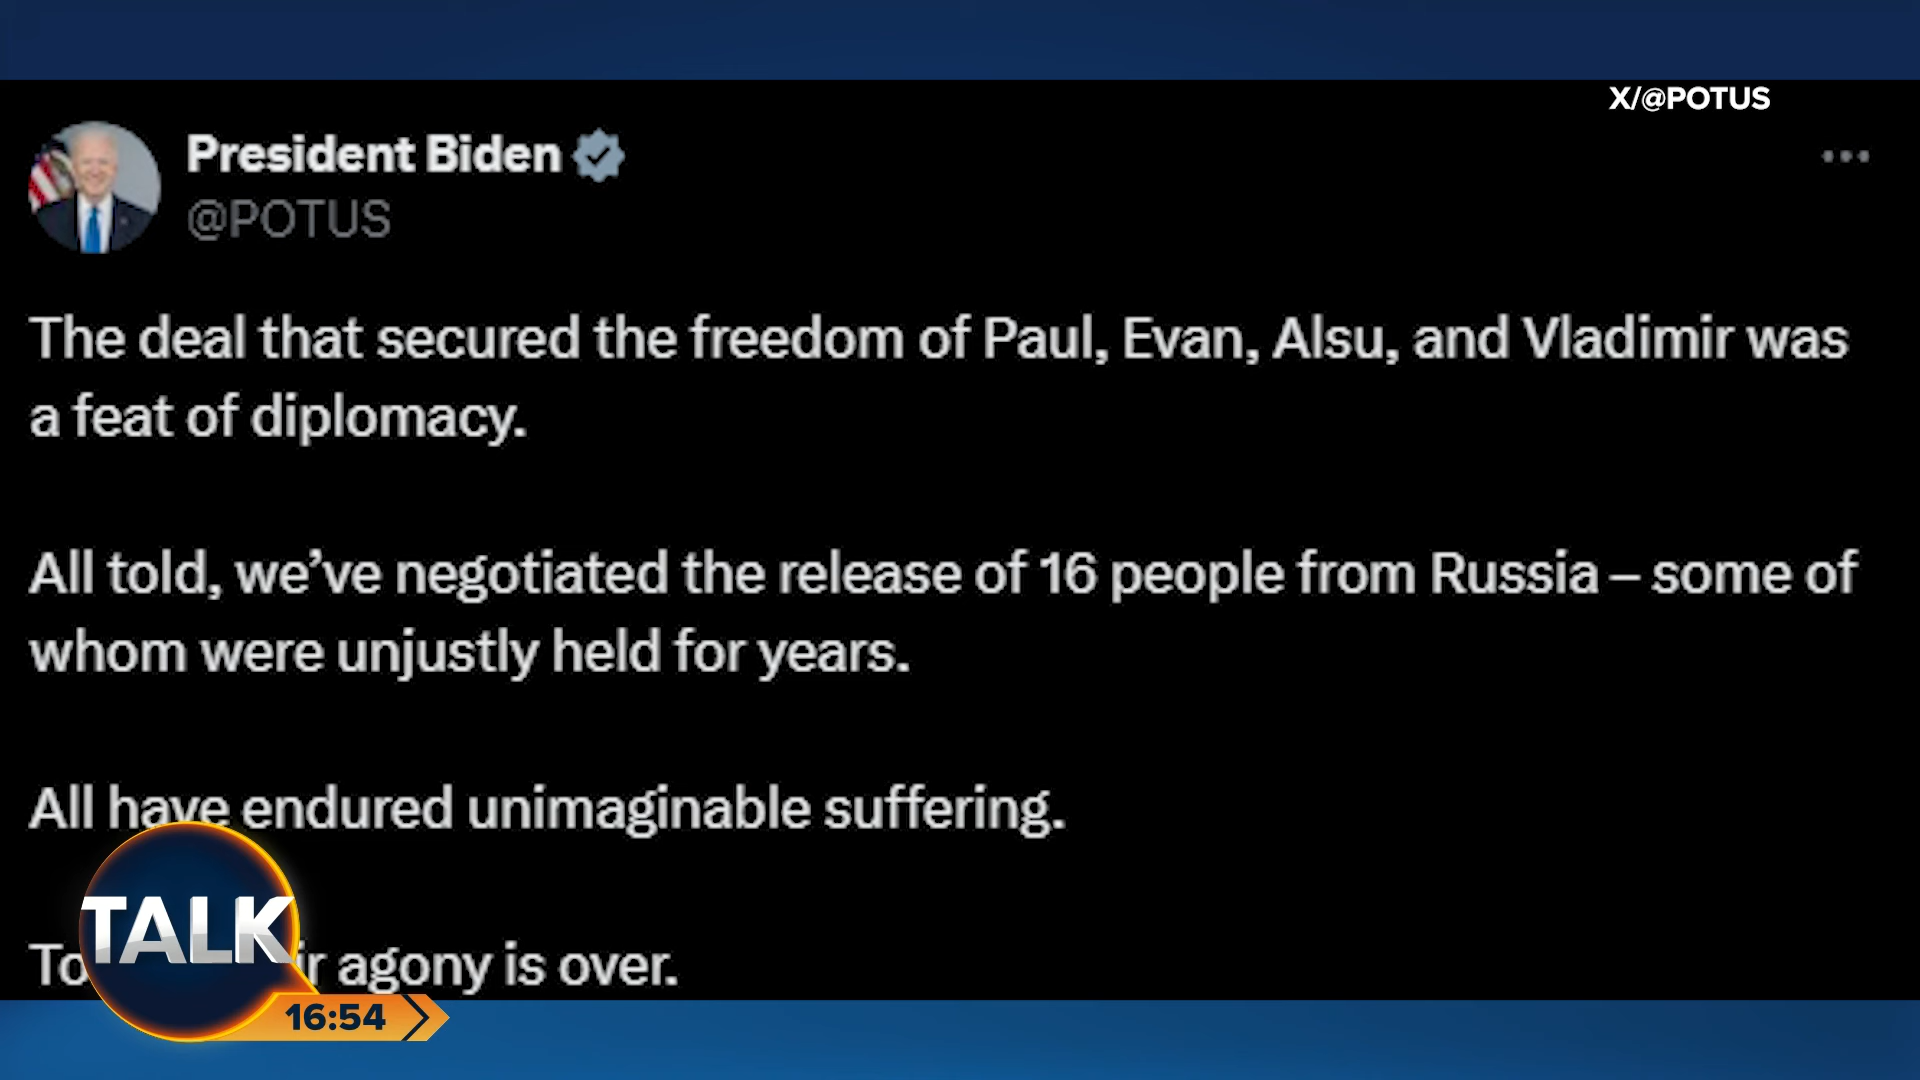 X/@POTUS
President Biden
@POTUS
The deal that secured the freedom of Paul, Evan, Alsu, and Vladimir was
a feat of diplomacy.
All told, we’ve negotiated the release of 16 people from Russia – some of
whom were unjustly held for years.
All have endured unimaginable suffering.
agony is over.
TALK
16:54